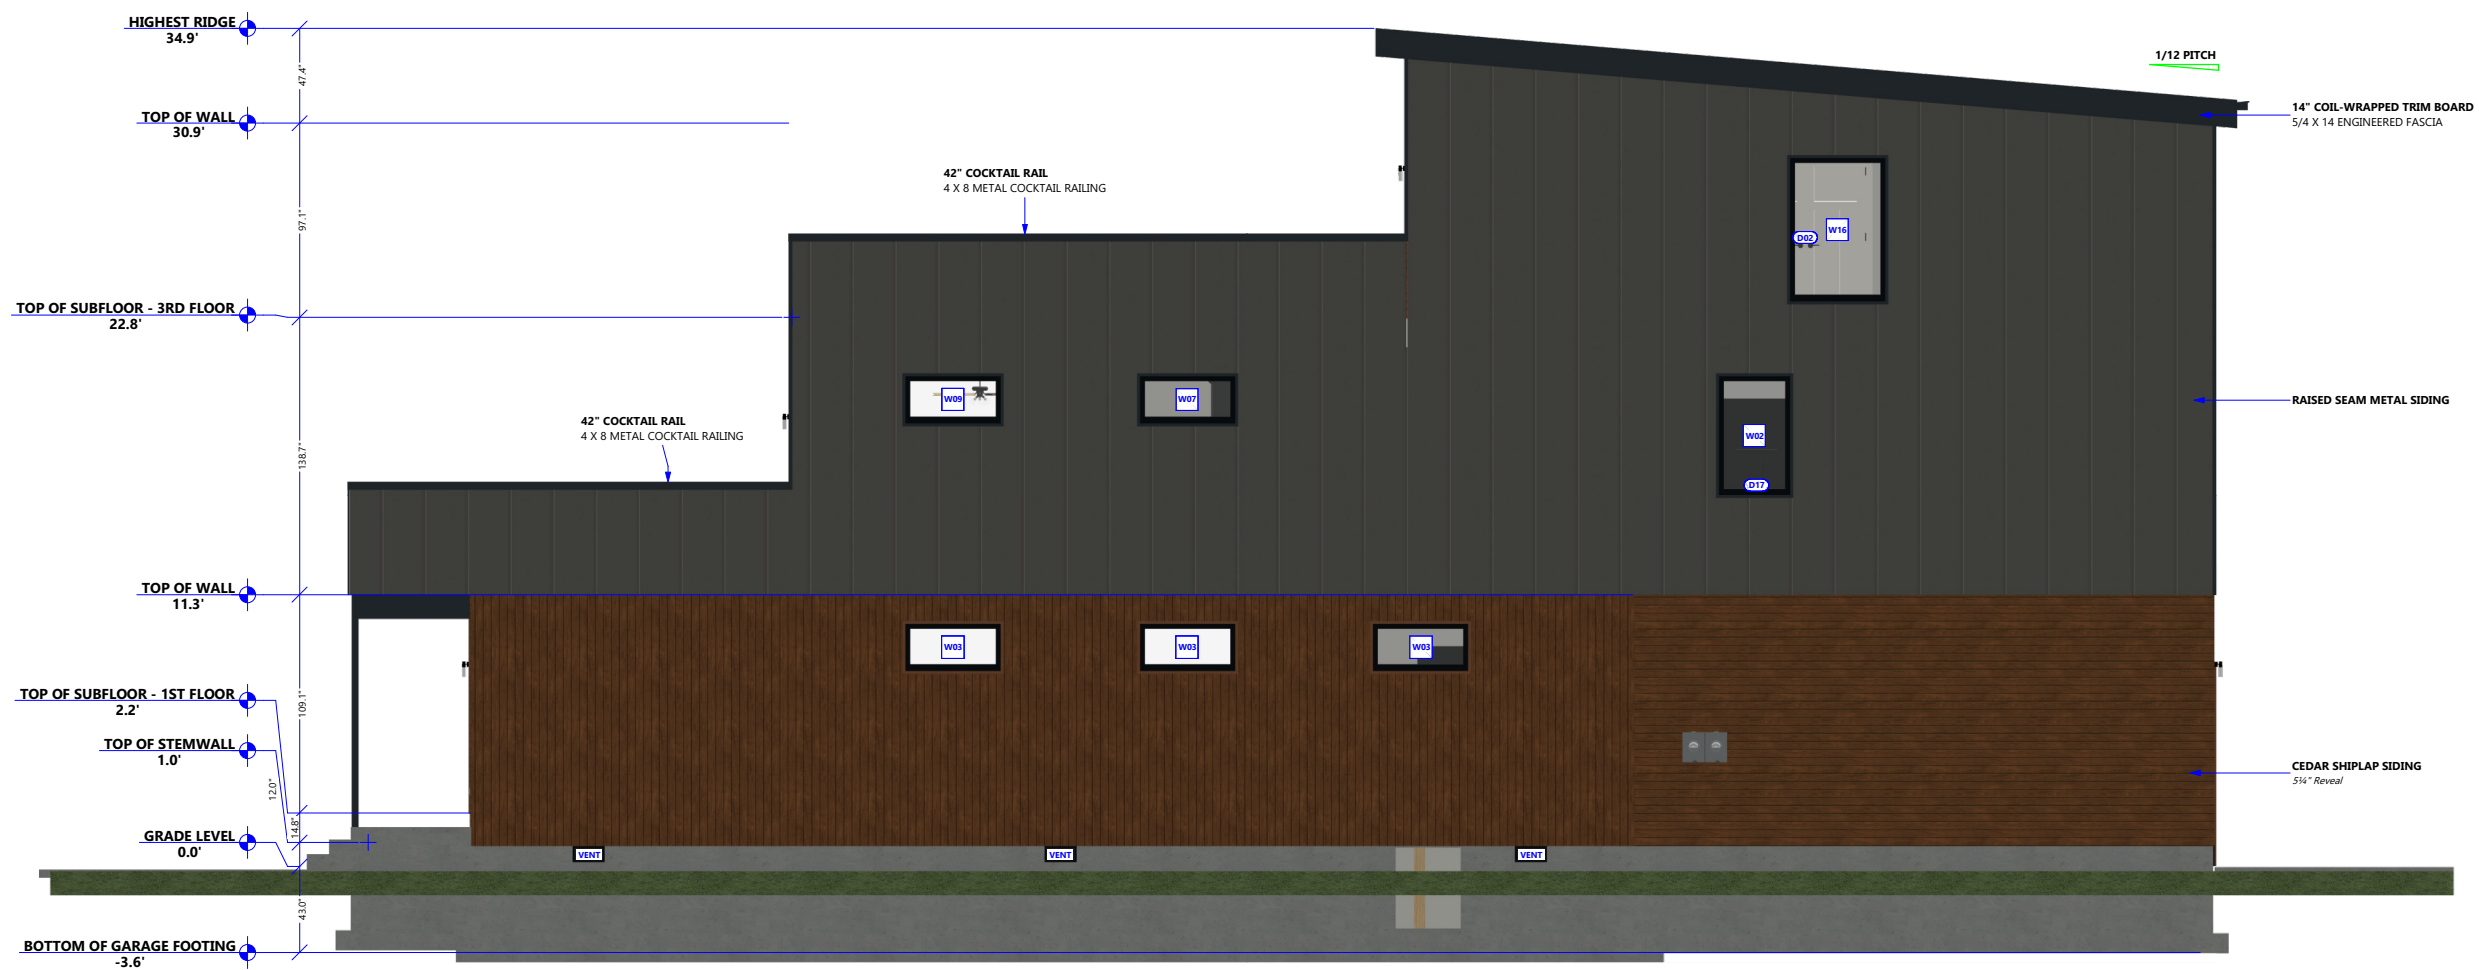 HIGHEST RIDGE
34.9'
47.4"
1/12 PITCH
14" COIL-WRAPPED TRIM BOARD
5/4 X 14 ENGINEERED FASCIA
TOP OF WALL
30.9'
42" COCKTAIL RAIL
4 X 8 METAL COCKTAIL RAILING
97.1"
W16
D02
TOP OF SUBFLOOR - 3RD FLOOR
22.8'
W09
W07
RAISED SEAM METAL SIDING
42" COCKTAIL RAIL
4 X 8 METAL COCKTAIL RAILING
W02
138.7"
D17
TOP OF WALL
11.3'
W03
W03
W03
TOP OF SUBFLOOR - 1ST FLOOR
2.2'
109.1"
TOP OF STEMWALL
1.0'
CEDAR SHIPLAP SIDING
5¼" Reveal
12.0"
14.8"
GRADE LEVEL
0.0'
VENT
VENT
VENT
43.0"
BOTTOM OF GARAGE FOOTING
-3.6'